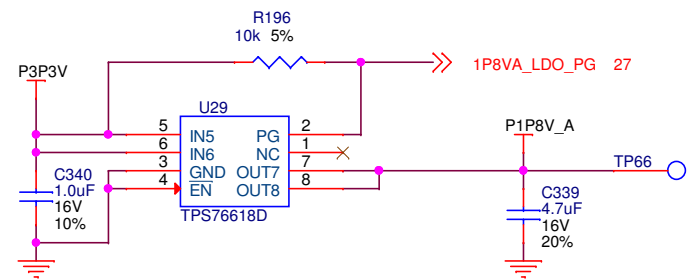 R196
10k 5%
P3P3V
1P8VA_LDO_PG 27
U29
5 IN5 PG 2
6 IN6 NC 1
3 GND OUT7 7
4 EN OUT8 8
TPS76618D
C340
1.0uF
16V
10%
P1P8V_A
TP66
C339
4.7uF
16V
20%